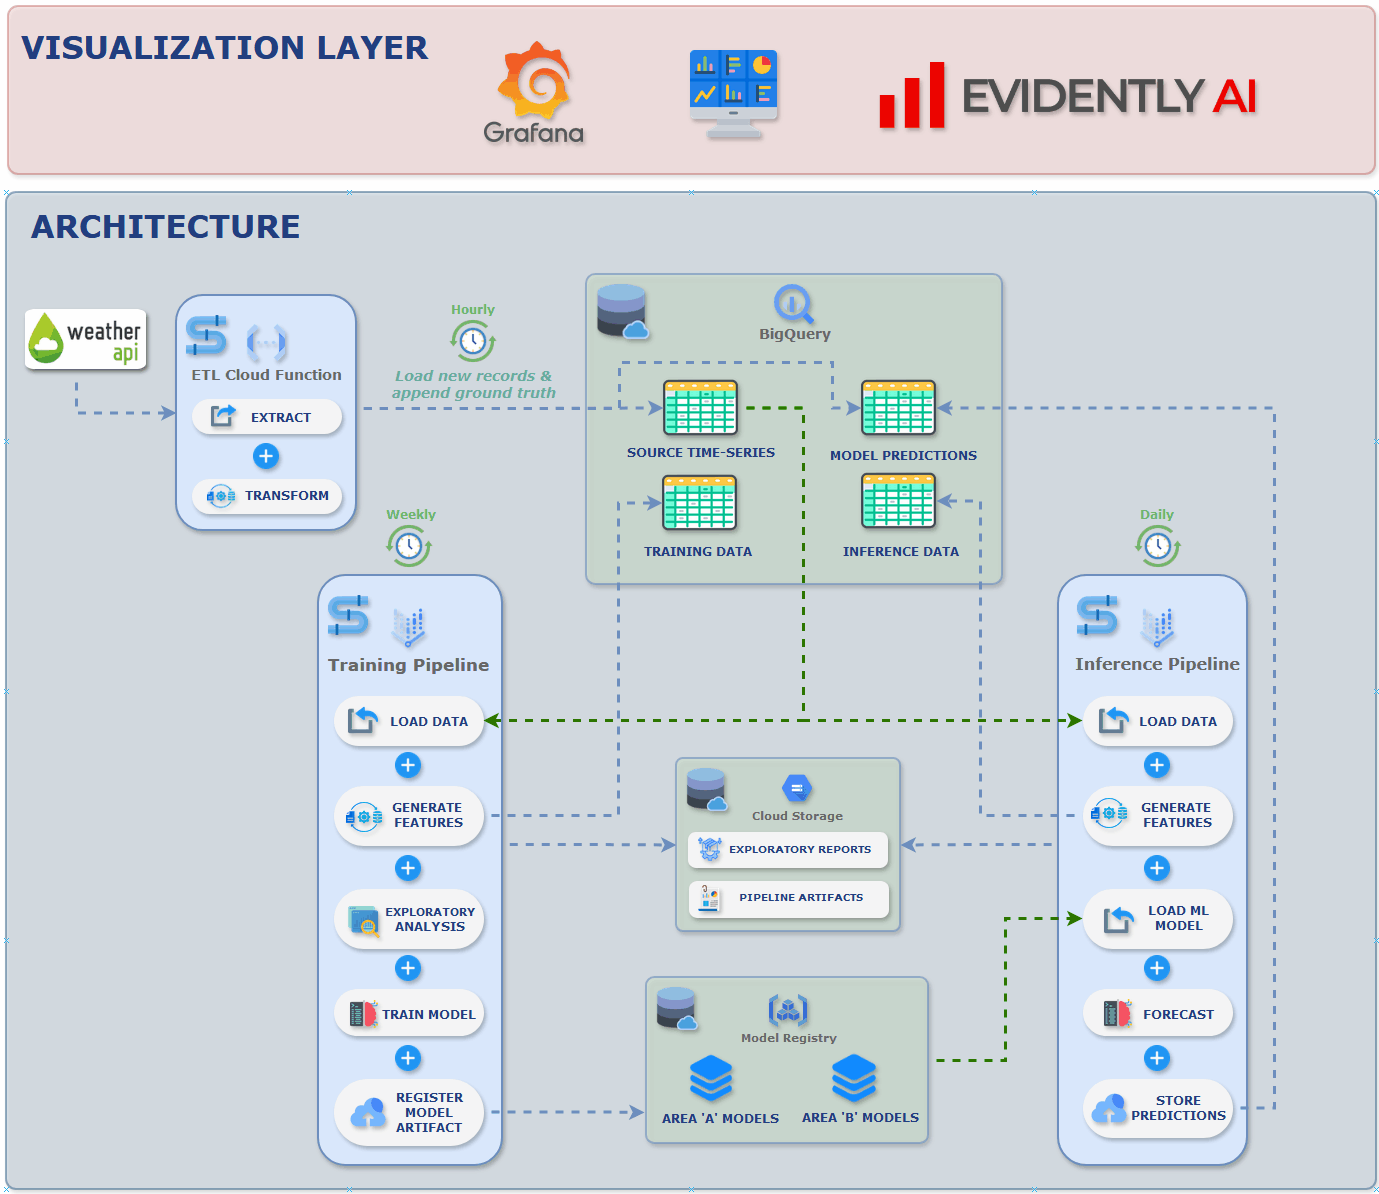 VISUALIZATION LAYER
Grafana
EVIDENTLY AI
ARCHITECTURE
weather
api
ETL Cloud Function
EXTRACT
TRANSFORM
Hourly
Load new records &
append ground truth
BigQuery
SOURCE TIME-SERIES
MODEL PREDICTIONS
TRAINING DATA
INFERENCE DATA
Weekly
Training Pipeline
LOAD DATA
GENERATE
FEATURES
EXPLORATORY
ANALYSIS
TRAIN MODEL
REGISTER
MODEL
ARTIFACT
Cloud Storage
EXPLORATORY REPORTS
PIPELINE ARTIFACTS
Model Registry
AREA 'A' MODELS
AREA 'B' MODELS
Daily
Inference Pipeline
LOAD DATA
GENERATE
FEATURES
LOAD ML
MODEL
FORECAST
STORE
PREDICTIONS